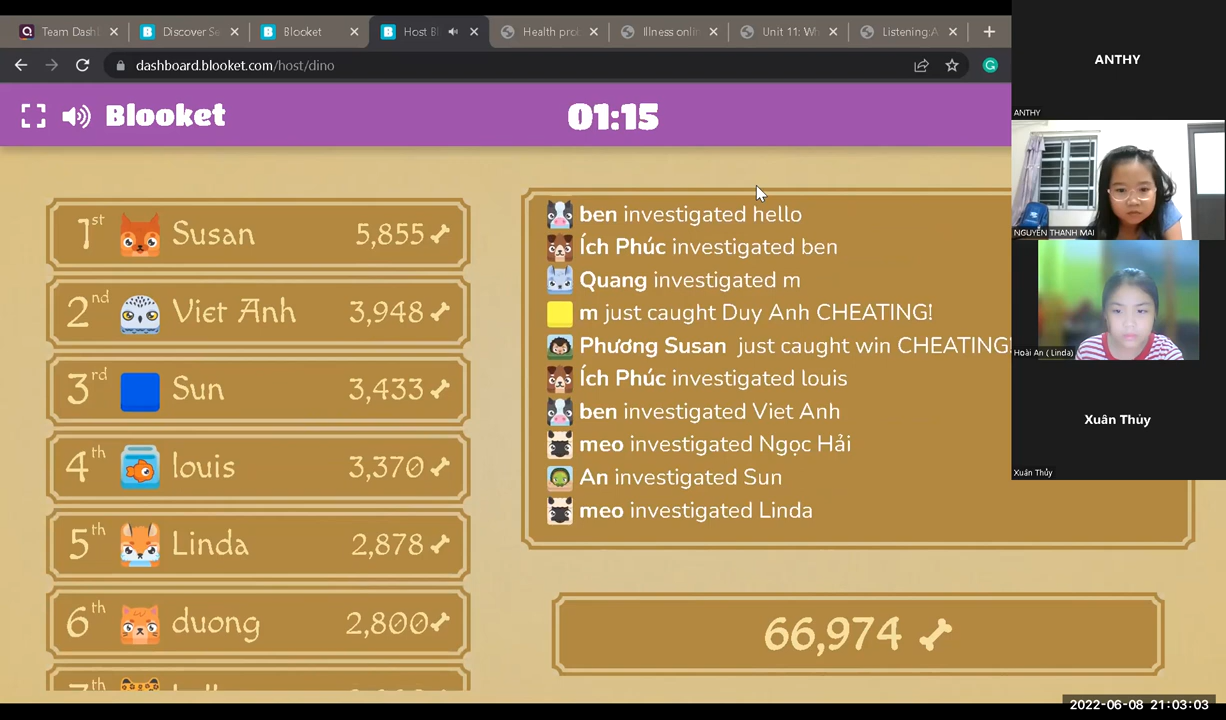 Team Dash
Discover Se
Blooket
Host Bl
Health pro
Illness onlin
Unit 11: Wh
Listening:A
dashboard.blooket.com/host/dino
Blooket
01:15
1st Susan 5,855
2nd Viet Anh 3,948
3rd Sun 3,433
4th louis 3,370
5th Linda 2,878
6th duong 2,800
7th
ben investigated hello
Ích Phúc investigated ben
Quang investigated m
m just caught Duy Anh CHEATING!
Phương Susan just caught win CHEATING!
Ích Phúc investigated louis
ben investigated Viet Anh
meo investigated Ngọc Hải
An investigated Sun
meo investigated Linda
66,974
ANTHY
ANTHY
NGUYỄN THANH MAI
Hoài An ( Linda)
Xuân Thủy
Xuân Thủy
2022-06-08 21:03:03